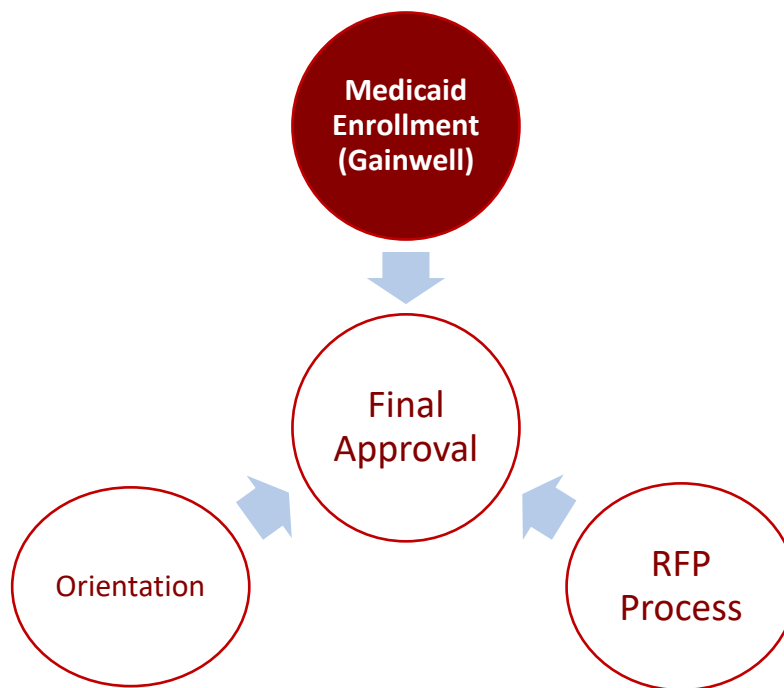 Medicaid
Enrollment
(Gainwell)
Final
Approval
Orientation
RFP
Process